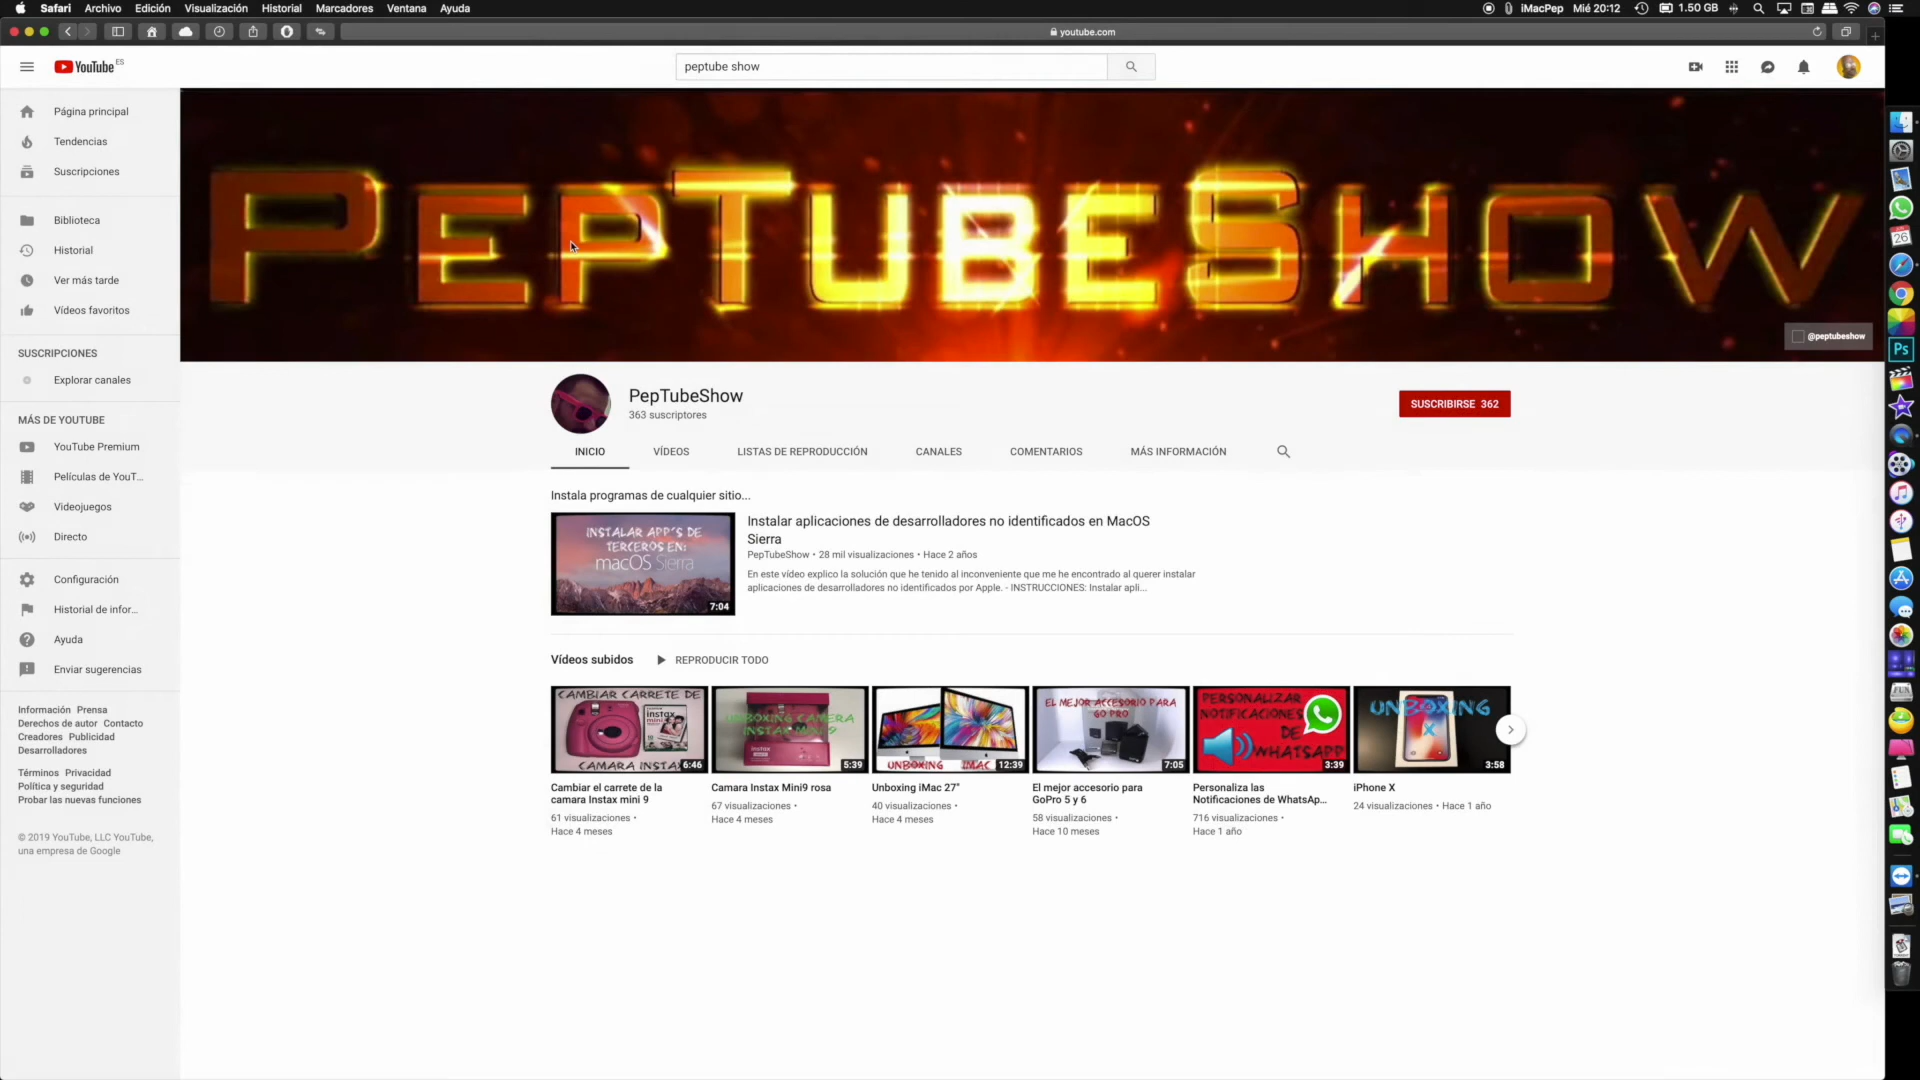 Safari Archivo Edición Visualización Historial Marcadores Ventana Ayuda
iMacPep Mié 20:12 1.50 GB
youtube.com
YouTube ES
peptube show
Página principal
Tendencias
Suscripciones
Biblioteca
Historial
Ver más tarde
Vídeos favoritos
SUSCRIPCIONES
Explorar canales
MÁS DE YOUTUBE
YouTube Premium
Películas de YouT...
Videojuegos
Directo
Configuración
Historial de infor...
Ayuda
Enviar sugerencias
Información Prensa
Derechos de autor Contacto
Creadores Publicidad
Desarrolladores
Términos Privacidad
Política y seguridad
Probar las nuevas funciones
© 2019 YouTube, LLC YouTube,
una empresa de Google
PepTubeShow
@peptubeshow
PepTubeShow
363 suscriptores
SUSCRIBIRSE 362
INICIO VÍDEOS LISTAS DE REPRODUCCIÓN CANALES COMENTARIOS MÁS INFORMACIÓN
Instala programas de cualquier sitio...
INSTALAR APP'S DE
TERCEROS EN:
macOS Sierra
7:04
Instalar aplicaciones de desarrolladores no identificados en MacOS
Sierra
PepTubeShow • 28 mil visualizaciones • Hace 2 años
En este vídeo explico la solución que he tenido al inconveniente que me he encontrado al querer instalar
aplicaciones de desarrolladores no identificados por Apple. - INSTRUCCIONES: Instalar apli...
Vídeos subidos REPRODUCIR TODO
CAMBIAR CARRETE DE
instax
mini
CAMARA INSTAX
6:46
Cambiar el carrete de la
camara Instax mini 9
61 visualizaciones •
Hace 4 meses
UNBOXING CAMERA
INSTAX MINI 9
instax
5:39
Camara Instax Mini9 rosa
67 visualizaciones •
Hace 4 meses
UNBOXING IMAC
12:39
Unboxing iMac 27"
40 visualizaciones •
Hace 4 meses
EL MEJOR ACCESORIO PARA
GO PRO
7:05
El mejor accesorio para
GoPro 5 y 6
58 visualizaciones •
Hace 10 meses
PERSONALIZAR
NOTIFICACIONES
DE
WHATSAPP
3:39
Personaliza las
Notificaciones de WhatsAp...
716 visualizaciones •
Hace 1 año
UNBOXING
X
3:58
iPhone X
24 visualizaciones • Hace 1 año
26
Ps